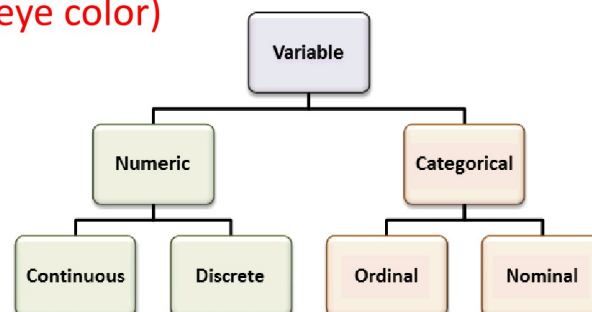 eye color)
Variable
Numeric
Categorical
Continuous
Discrete
Ordinal
Nominal